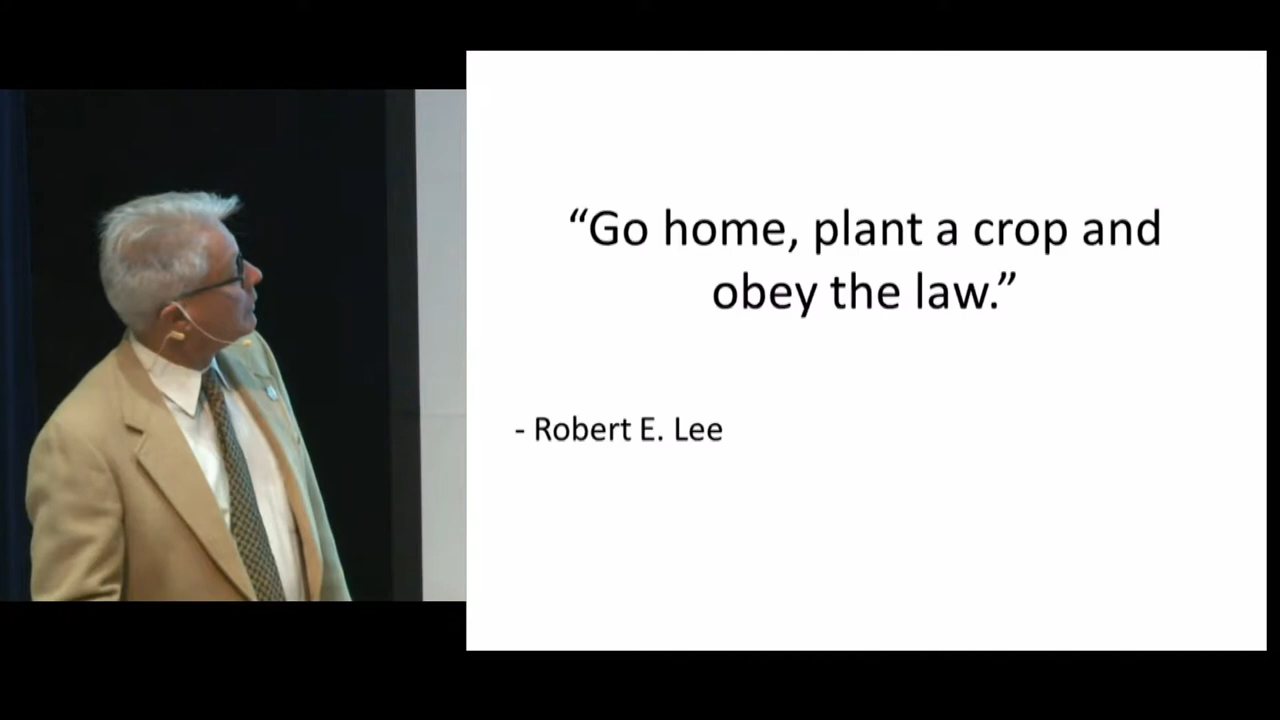 “Go home, plant a crop and
obey the law.”
- Robert E. Lee